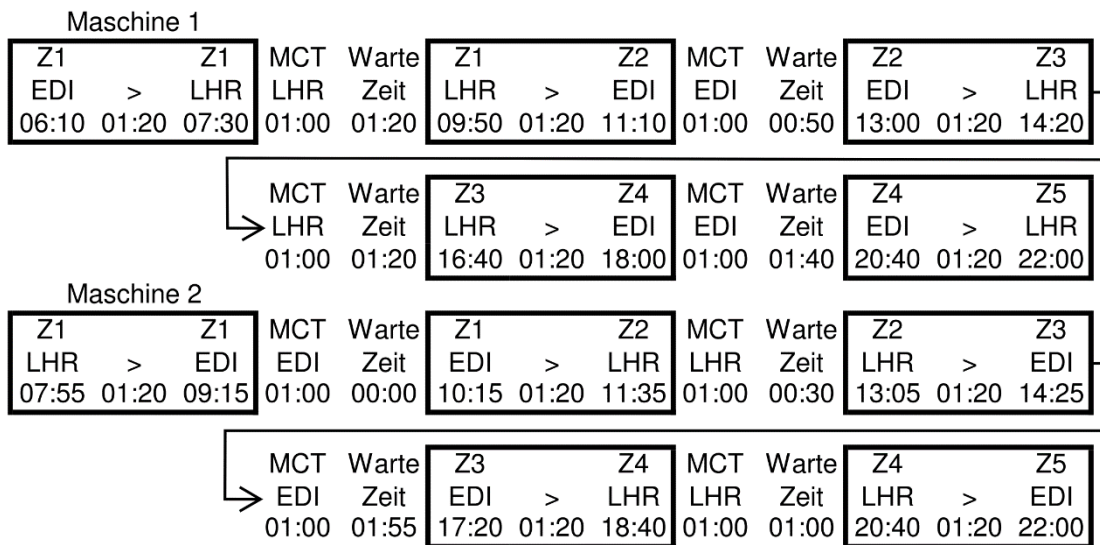 Maschine 1
Z1 Z1 MCT Warte Z1 Z2 MCT Warte Z2 Z3
EDI > LHR LHR Zeit LHR > EDI EDI Zeit EDI > LHR
06:10 01:20 07:30 01:00 01:20 09:50 01:20 11:10 01:00 00:50 13:00 01:20 14:20
MCT Warte Z3 Z4 MCT Warte Z4 Z5
LHR Zeit LHR > EDI EDI Zeit EDI > LHR
01:00 01:20 16:40 01:20 18:00 01:00 01:40 20:40 01:20 22:00
Maschine 2
Z1 Z1 MCT Warte Z1 Z2 MCT Warte Z2 Z3
LHR > EDI EDI Zeit EDI > LHR LHR Zeit LHR > EDI
07:55 01:20 09:15 01:00 00:00 10:15 01:20 11:35 01:00 00:30 13:05 01:20 14:25
MCT Warte Z3 Z4 MCT Warte Z4 Z5
EDI Zeit EDI > LHR LHR Zeit LHR > EDI
01:00 01:55 17:20 01:20 18:40 01:00 01:00 20:40 01:20 22:00